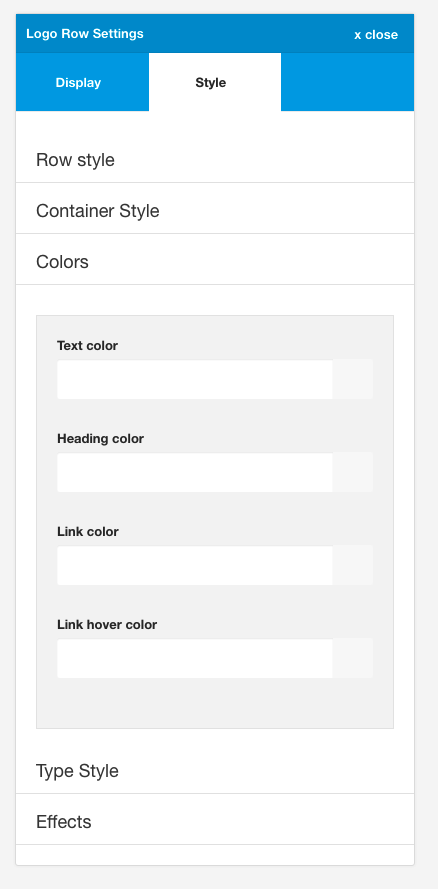 Logo Row Settings x close
Display Style
Row style
Container Style
Colors
Text color
Heading color
Link color
Link hover color
Type Style
Effects